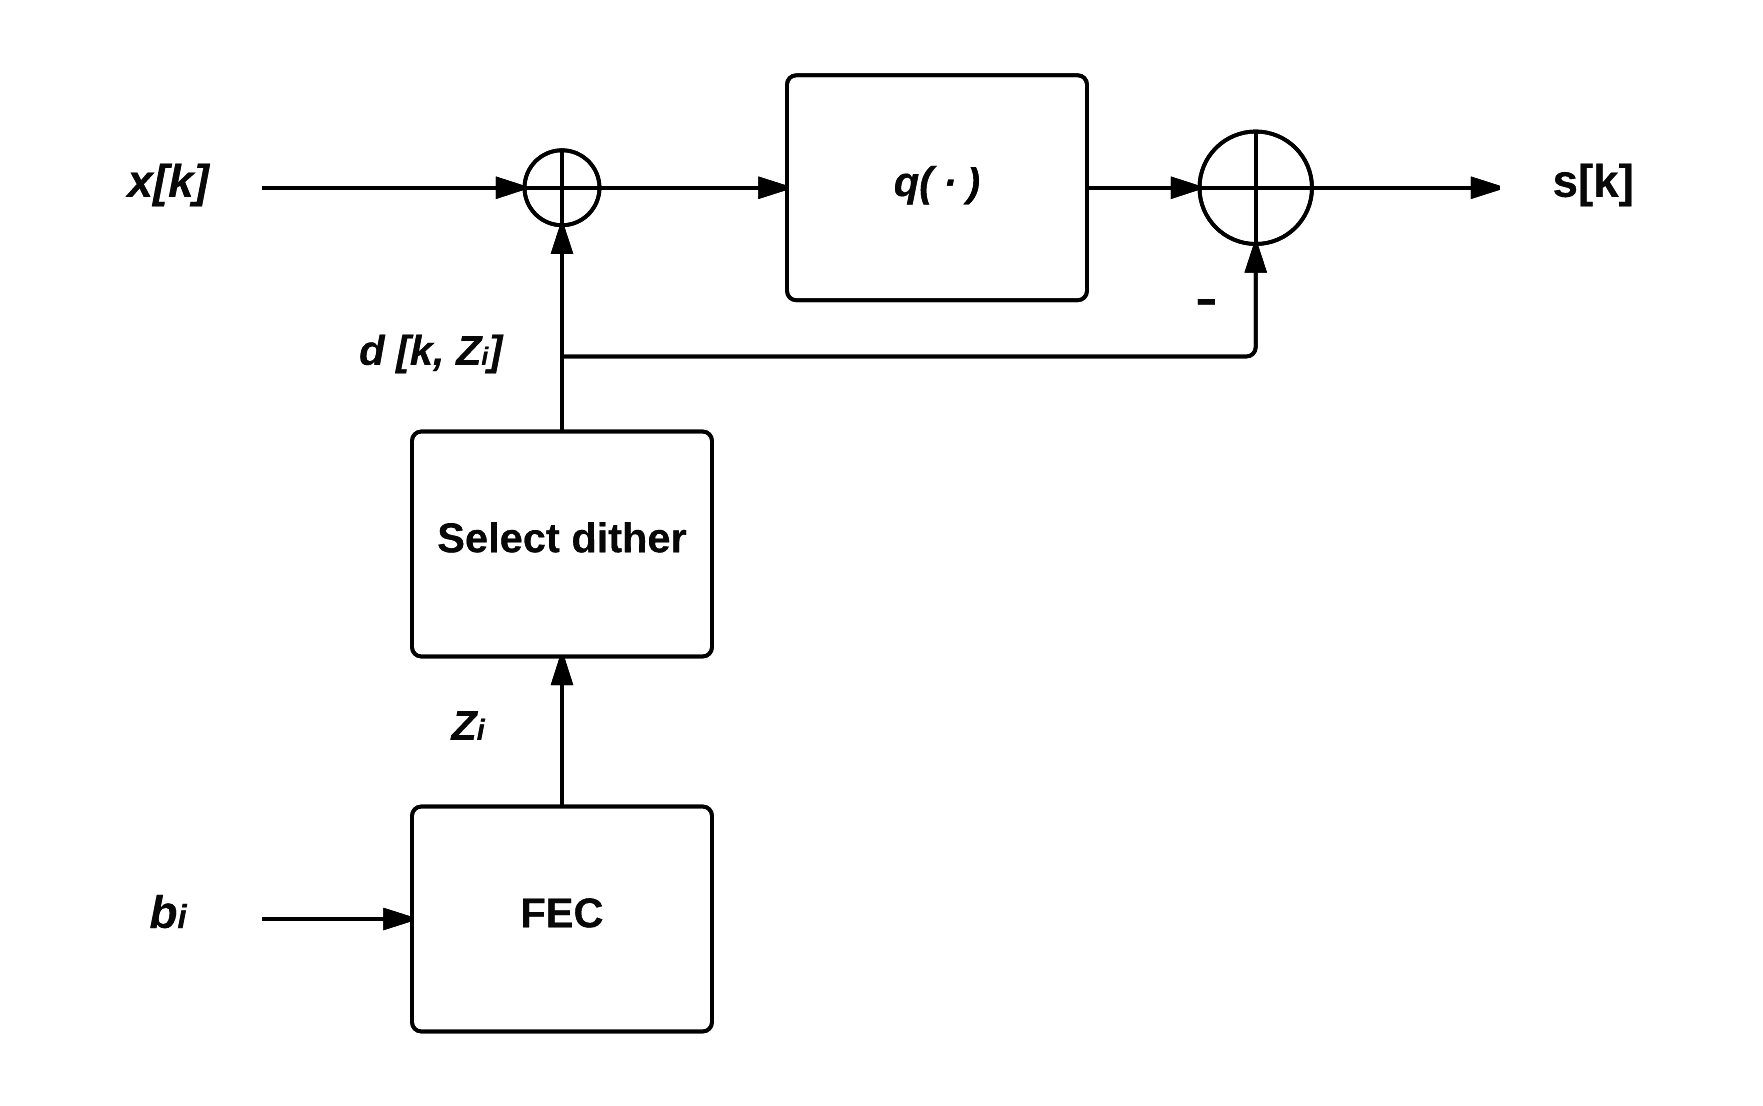 x[k]
q( · )
s[k]
-
d [k, Zi]
Select dither
Zi
bi
FEC